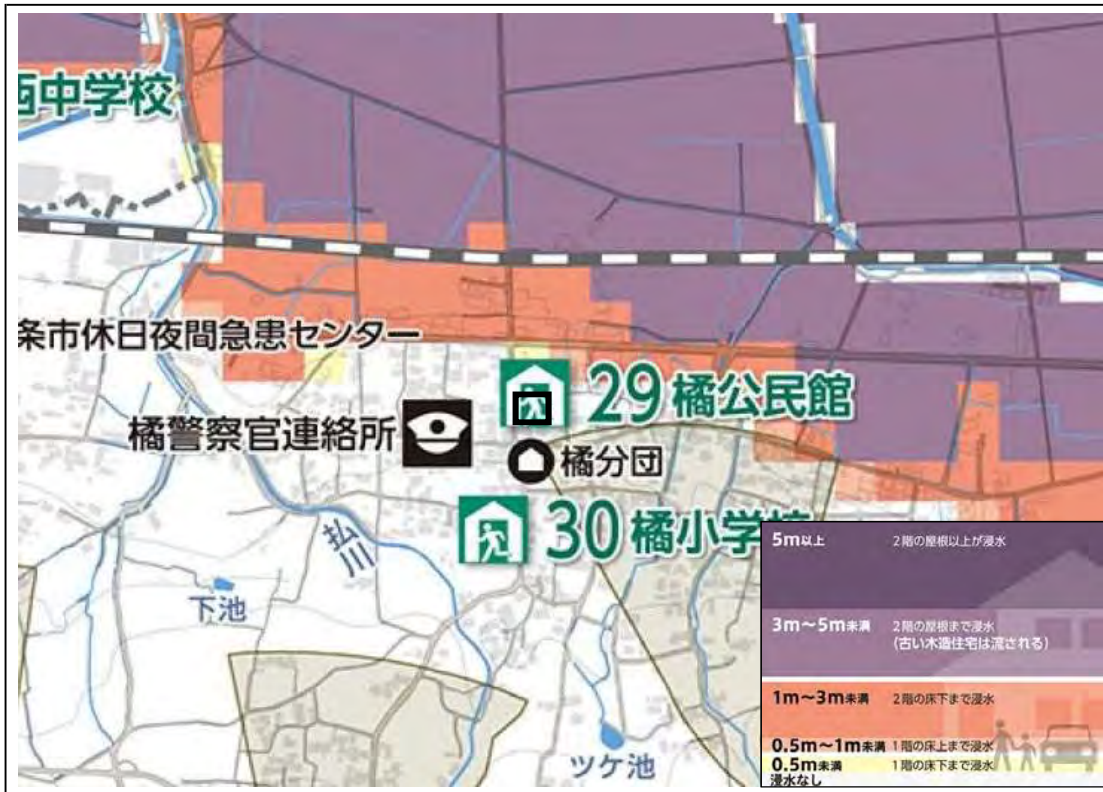 西中学校
条市休日夜間急患センター
29 橘公民館
橘警察官連絡所
橘分団
30 橘小学校
払川
下池
ツケ池
5m以上 2階の屋根以上が浸水
3m～5m未満 2階の屋根まで浸水
(古い木造住宅は流される)
1m～3m未満 2階の床下まで浸水
0.5m～1m未満 1階の床上まで浸水
0.5m未満 1階の床下まで浸水
浸水なし